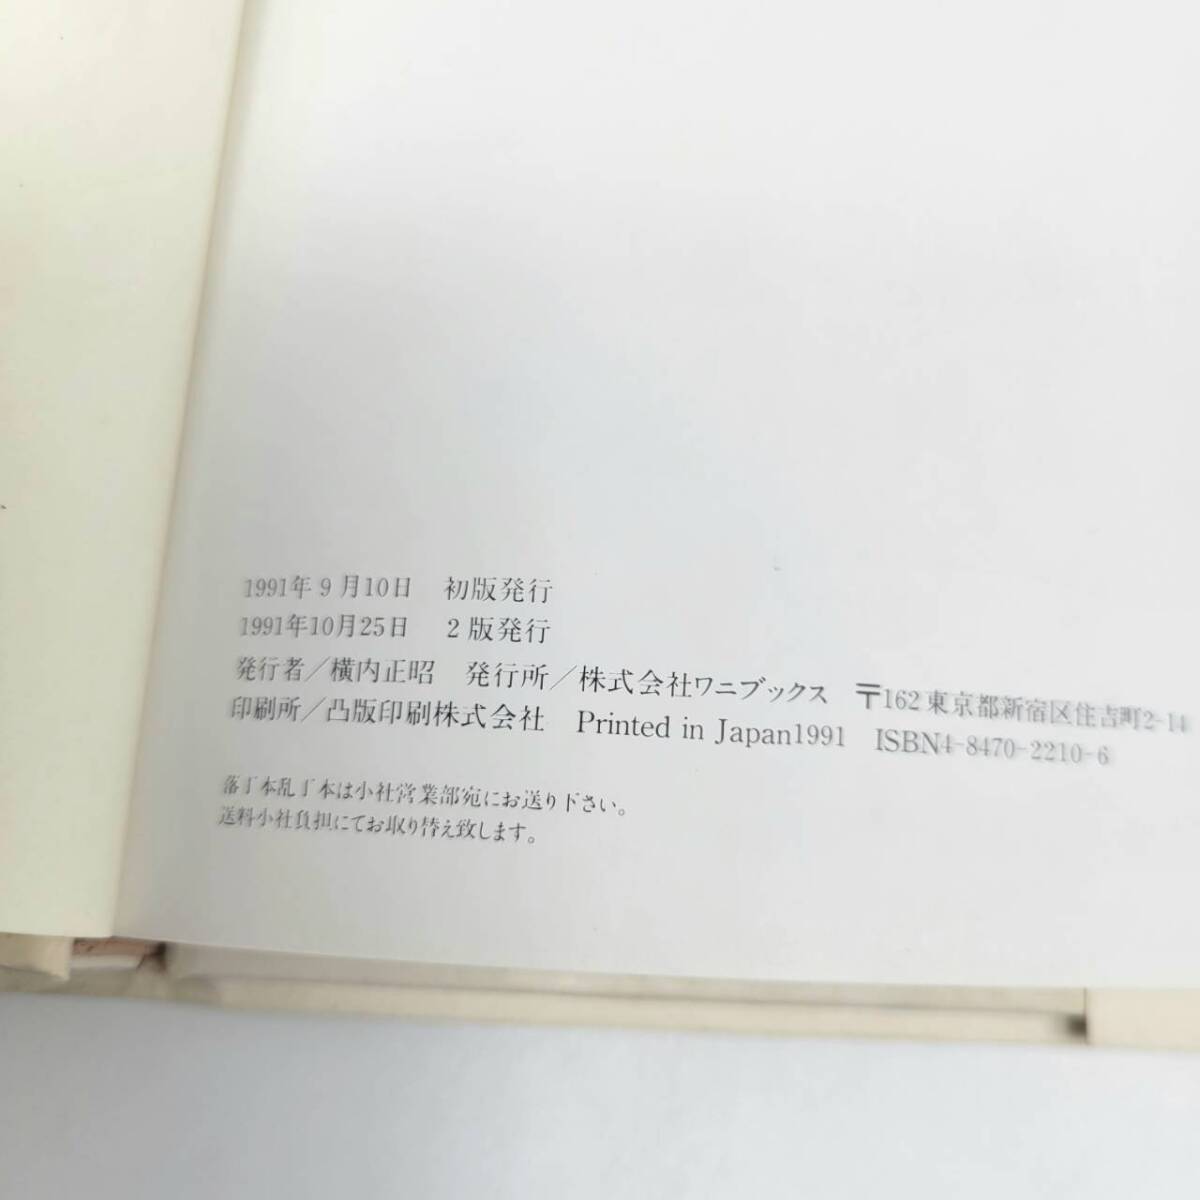 1991年9月10日　初版発行
1991年10月25日　2版発行
発行者／横内正昭　発行所／株式会社ワニブックス　〒162 東京都新宿区住吉町2-14
印刷所／凸版印刷株式会社　Printed in Japan1991　ISBN4-8470-2210-6
落丁本乱丁本は小社営業部宛にお送り下さい。
送料小社負担にてお取り替え致します。